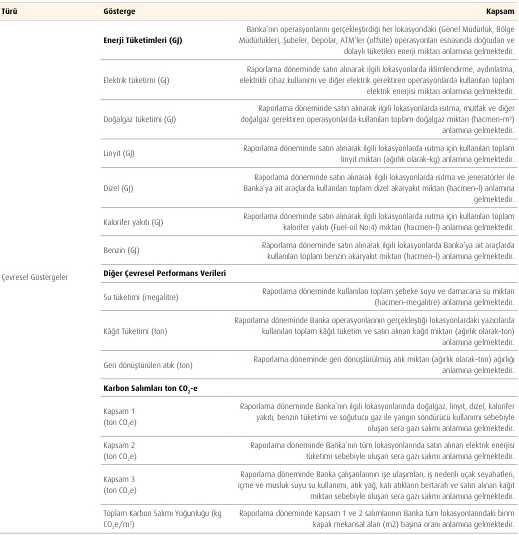 Türü Gösterge Kapsam
Enerji Tüketimleri (GJ) Banka'nın operasyonlarını gerçekleştirdiği her lokasyondaki (Genel Müdürlük, Bölge
Müdürlükleri, Şubeler, Depolar, ATM'ler (offsite) operasyonları esnasında doğrudan ve
dolaylı tüketilen enerji miktarı anlamına gelmektedir.
Elektrik tüketimi (GJ) Raporlama döneminde satın alınarak ilgili lokasyonlarda iklimlendirme, aydınlatma,
elektrikli cihaz kullanımı ve diğer elektrik gerektiren operasyonlarda kullanılan toplam
elektrik enerjisi miktarı anlamına gelmektedir.
Doğalgaz tüketimi (GJ) Raporlama döneminde satın alınarak ilgili lokasyonlarda ısıtma, mutfak ve diğer
doğalgaz gerektiren operasyonlarda kullanılan toplam doğalgaz miktarı (hacmen-m³)
anlamına gelmektedir.
Linyit (GJ) Raporlama döneminde satın alınarak ilgili lokasyonlarda ısıtma için kullanılan toplam
linyit miktarı (ağırlık olarak-kg) anlamına gelmektedir.
Dizel (GJ) Raporlama döneminde satın alınarak ilgili lokasyonlarda ısıtma ve jeneratörler ile
Banka'ya ait araçlarda kullanılan toplam dizel akaryakıt miktarı (hacmen-l) anlamına
gelmektedir.
Kalorifer yakıtı (GJ) Raporlama döneminde satın alınarak ilgili lokasyonlarda ısıtma için kullanılan toplam
kalorifer yakıtı (Fuel-oil No:4) miktarı (hacmen-l) anlamına gelmektedir.
Benzin (GJ) Raporlama döneminde satın alınarak ilgili lokasyonlarda Banka'ya ait araçlarda
kullanılan toplam benzin akaryakıt miktarı (hacmen-l) anlamına gelmektedir.
Çevresel Göstergeler
Diğer Çevresel Performans Verileri
Su tüketimi (megalitre) Raporlama döneminde kullanılan toplam şebeke suyu ve damacana su miktarı
(hacmen-megalitre) anlamına gelmektedir.
Kâğıt Tüketimi (ton) Raporlama döneminde Banka operasyonlarının gerçekleştiği lokasyonlardaki yazıcılarda
kullanılan toplam kâğıt tüketim ve satın alınan kağıt miktarı (ağırlık olarak-ton)
anlamına gelmektedir.
Geri dönüştürülen atık (ton) Raporlama döneminde geri dönüştürülmüş atık miktarı (ağırlık olarak-ton) ağırlığı
anlamına gelmektedir.
Karbon Salımları ton CO₂-e
Kapsam 1
(ton CO₂e) Raporlama döneminde Banka'nın ilgili lokasyonlarında doğalgaz, linyit, dizel, kalorifer
yakıtı, benzin tüketimi ve soğutucu gaz ile yangın söndürücü kullanımı sebebiyle
oluşan sera gazı salımı anlamına gelmektedir.
Kapsam 2
(ton CO₂e) Raporlama döneminde Banka'nın tüm lokasyonlarında satın alınan elektrik enerjisi
tüketimi sebebiyle oluşan sera gazı salımı anlamına gelmektedir.
Kapsam 3
(ton CO₂e) Raporlama döneminde Banka çalışanlarının işe ulaşımları, iş nedenli uçak seyahatleri,
içme ve musluk suyu su kullanımı, atık yağ, katı atıkların bertarafı ve satın alınan kağıt
miktarı sebebiyle oluşan sera gazı salımı anlamına gelmektedir.
Toplam Karbon Salımı Yoğunluğu (kg
CO₂e/m²) Raporlama döneminde Kapsam 1 ve 2 salımlarının Banka tüm lokasyonlarındaki birim
kapalı mekansal alan (m2) başına oranı anlamına gelmektedir.